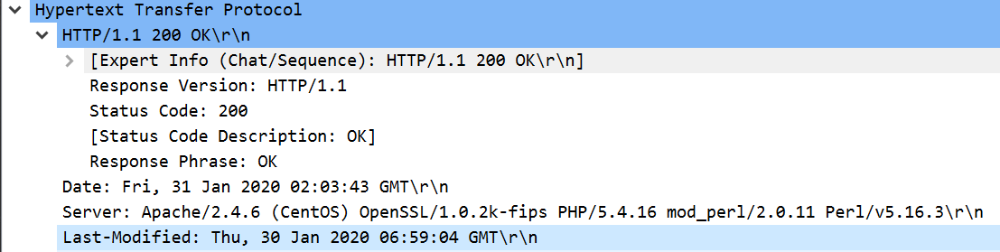 Hypertext Transfer Protocol
HTTP/1.1 200 OK\r\n
[Expert Info (Chat/Sequence): HTTP/1.1 200 OK\r\n]
Response Version: HTTP/1.1
Status Code: 200
[Status Code Description: OK]
Response Phrase: OK
Date: Fri, 31 Jan 2020 02:03:43 GMT\r\n
Server: Apache/2.4.6 (CentOS) OpenSSL/1.0.2k-fips PHP/5.4.16 mod_perl/2.0.11 Perl/v5.16.3\r\n
Last-Modified: Thu, 30 Jan 2020 06:59:04 GMT\r\n